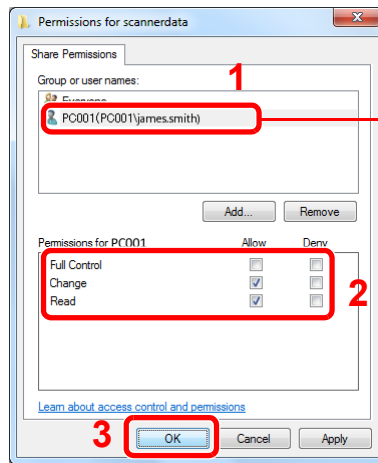 Permissions for scannerdata
x
Share Permissions
Group or user names:
1
Everyone
PC001(PC001\james.smith)
Add... Remove
Permissions for PC001 Allow Deny
Full Control
Change
Read
2
Learn about access control and permissions
3
OK Cancel Apply